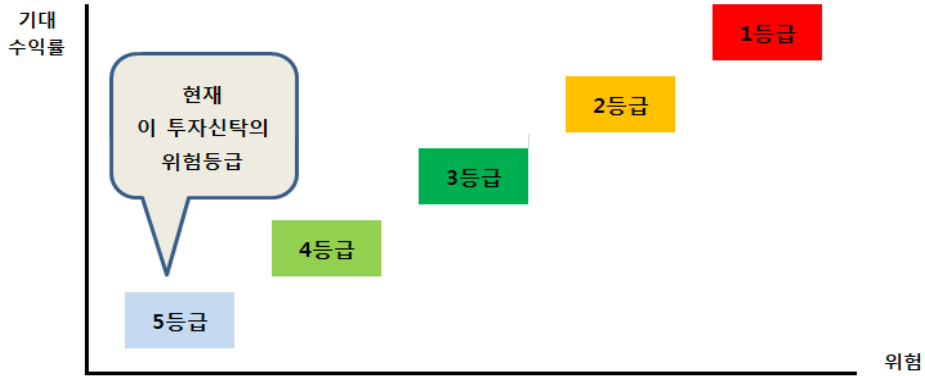 기대
수익률
1등급
현재
이 투자신탁의
위험등급
2등급
3등급
4등급
5등급
위험